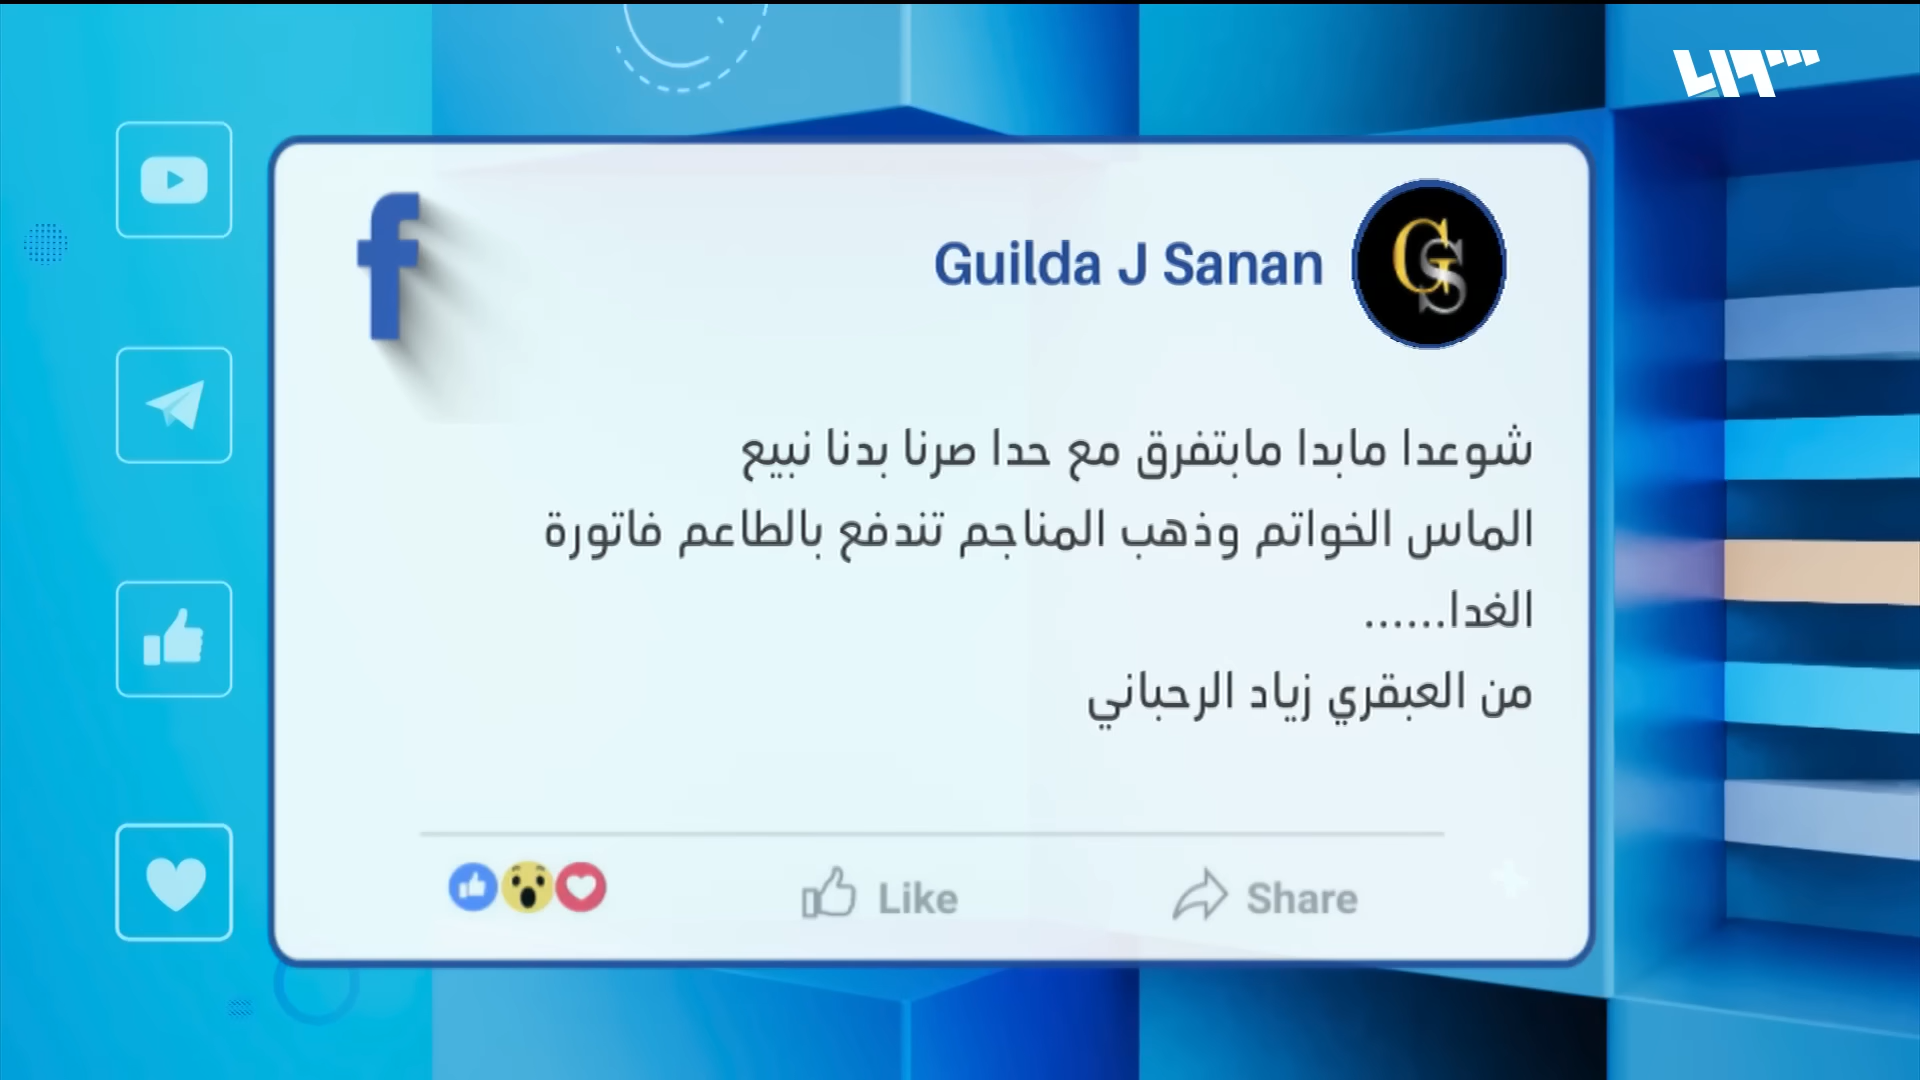 Guilda J Sanan
GS
شوعدا مابدا مابتفرق مع حدا صرنا بدنا نبيع
الماس الخواتم وذهب المناجم تندفع بالطاعم فاتورة
الغدا......
من العبقري زياد الرحباني
Like
Share